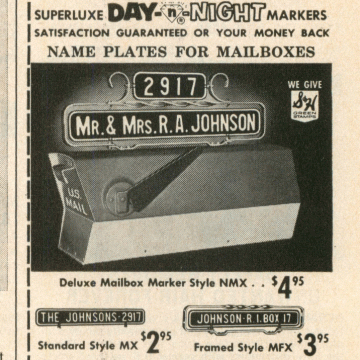 SUPERLUXE DAY-n-NIGHT MARKERS
SATISFACTION GUARANTEED OR YOUR MONEY BACK
NAME PLATES FOR MAILBOXES
2917
MR. & MRS. R. A. JOHNSON
WE GIVE
S&H
GREEN
STAMPS
U.S.
MAIL
Deluxe Mailbox Marker Style NMX . . $4.95
THE JOHNSONS·2917
Standard Style MX $2.95
JOHNSON-R 1, BOX 17
Framed Style MFX $3.95
t